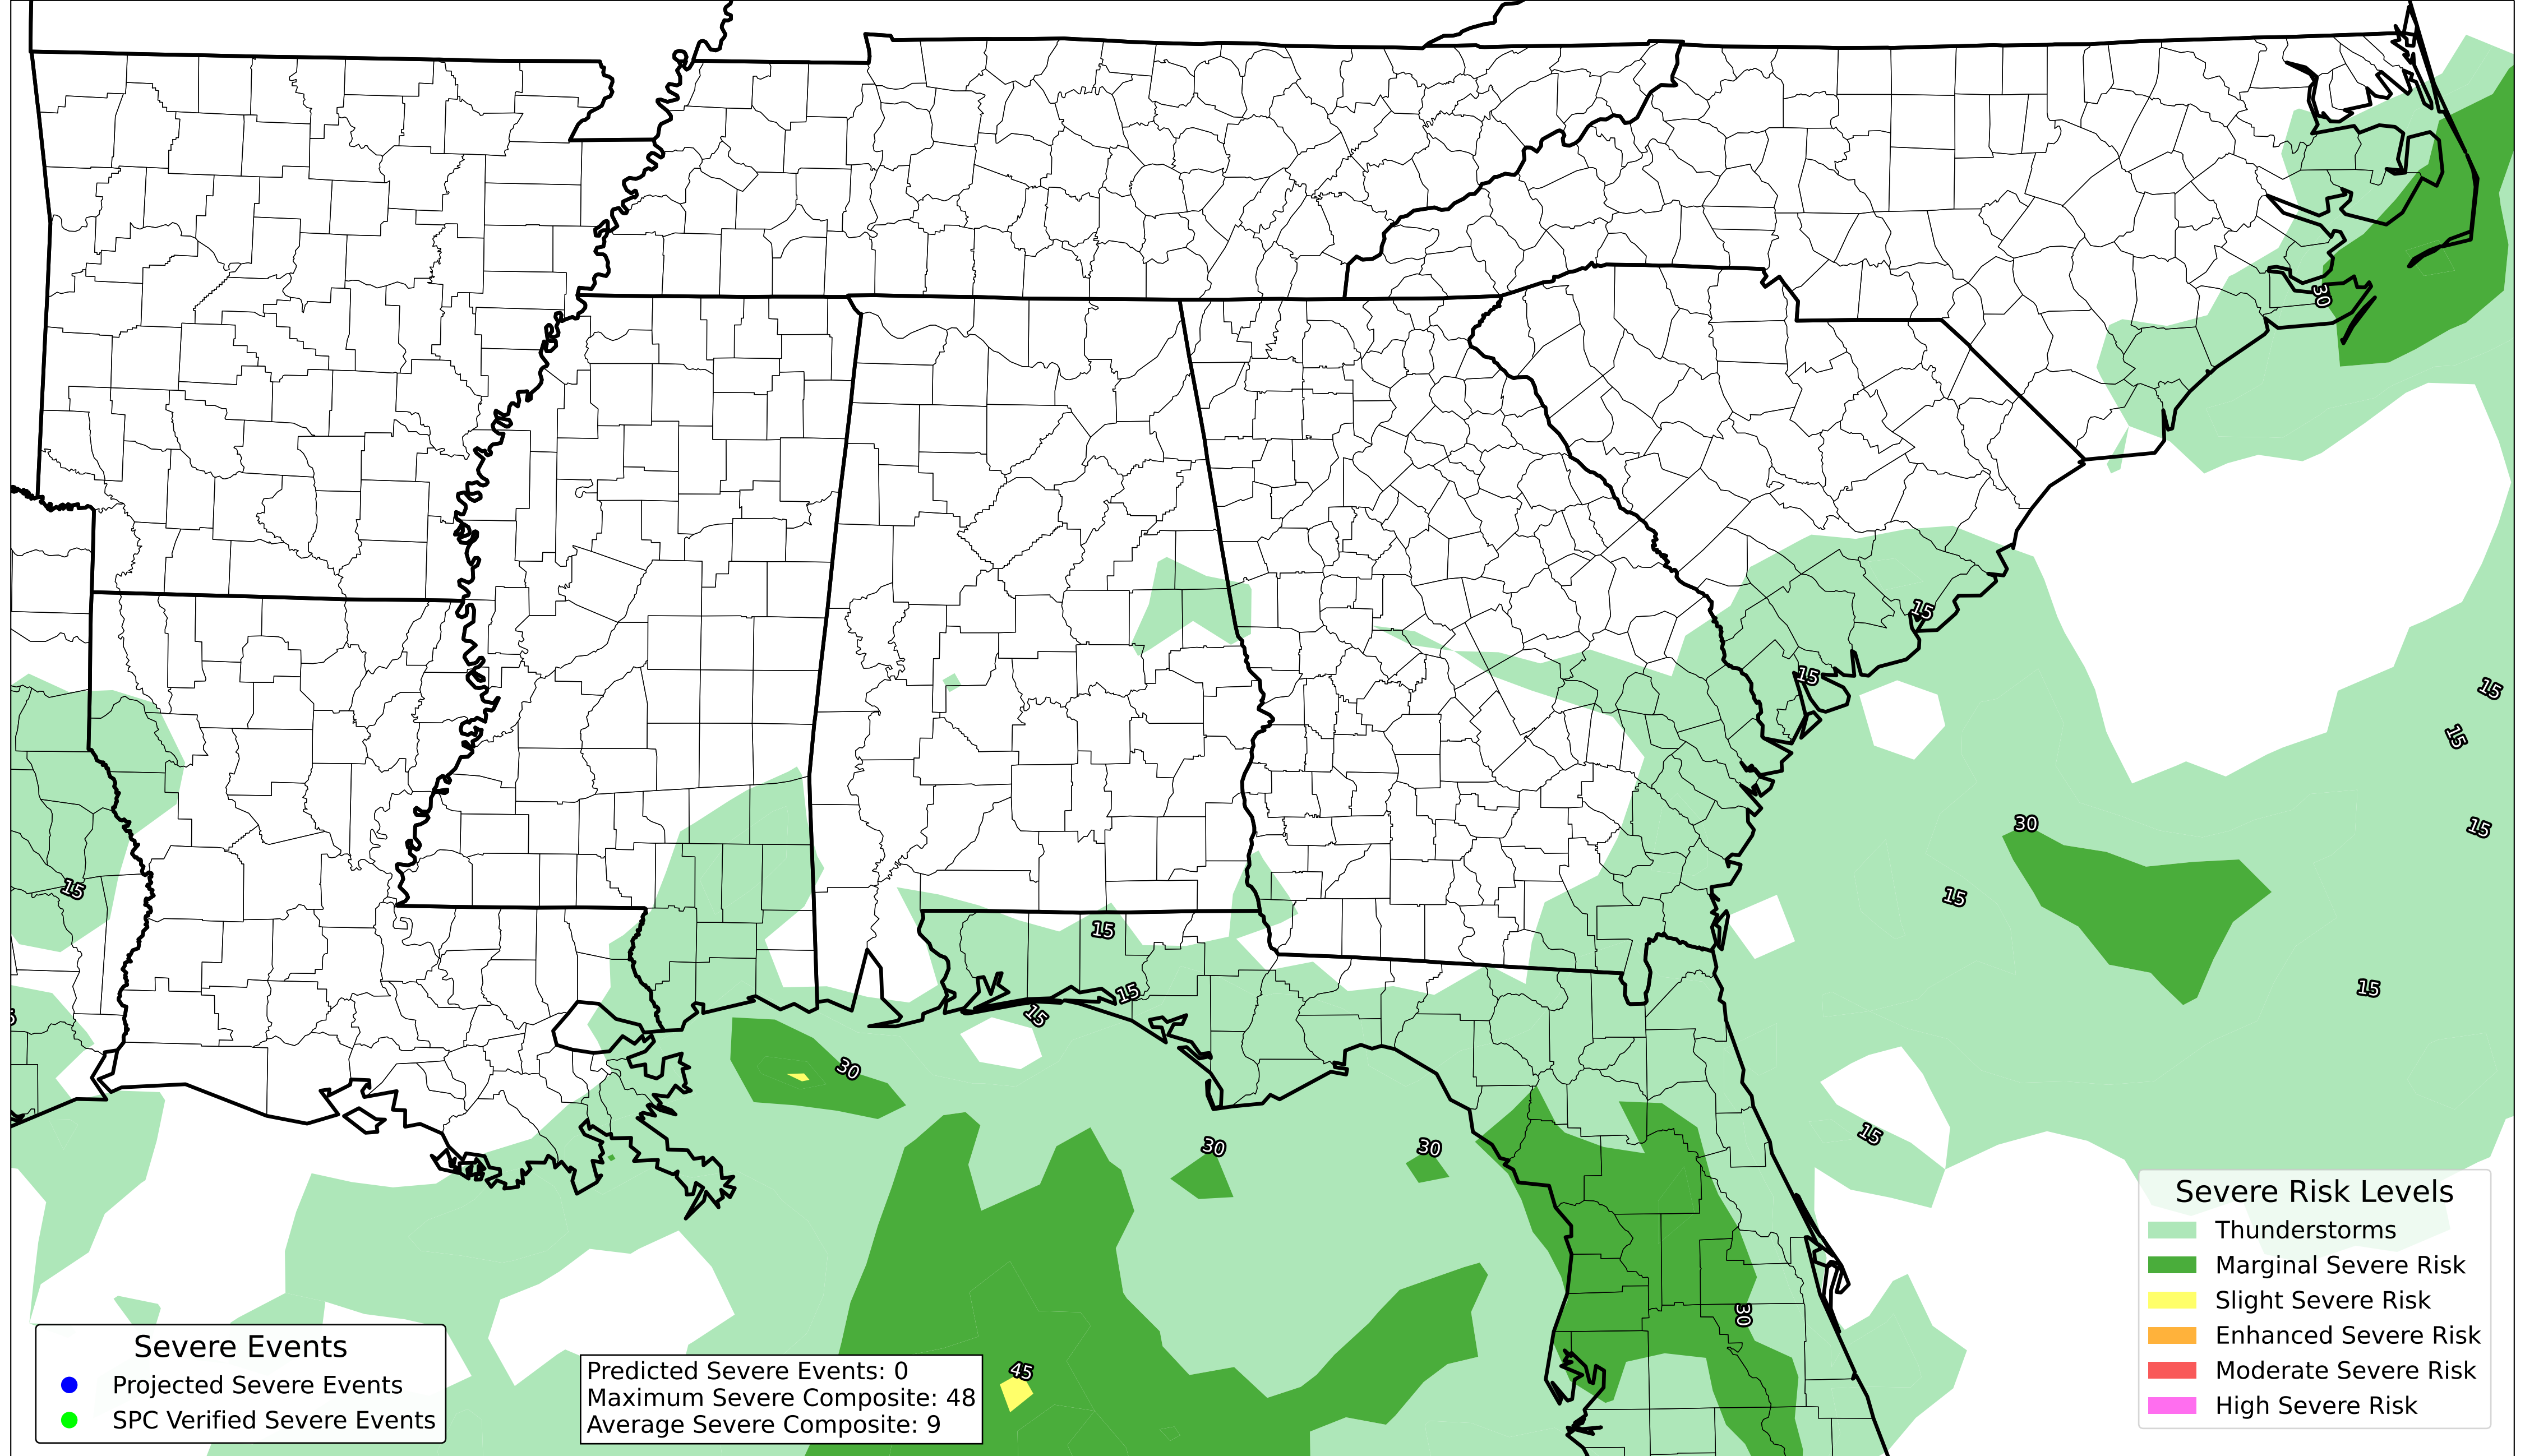 30
15
15
15
15
30
15
15
15
15
15
15
15
30
15
30
30
30
45
Severe Risk Levels
Thunderstorms
Marginal Severe Risk
Slight Severe Risk
Enhanced Severe Risk
Moderate Severe Risk
High Severe Risk
Severe Events
Projected Severe Events
SPC Verified Severe Events
Predicted Severe Events: 0
Maximum Severe Composite: 48
Average Severe Composite: 9